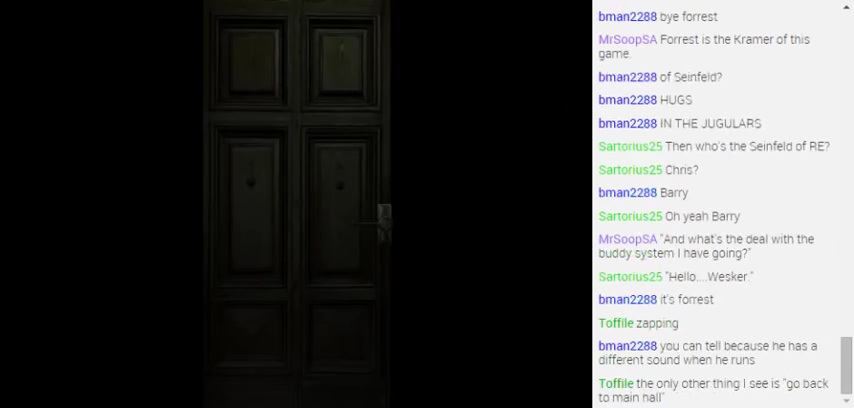 bman2288 bye forrest
MrSoopSA Forrest is the Kramer of this
game.
bman2288 of Seinfeld?
bman2288 HUGS
bman2288 IN THE JUGULARS
Sartorius25 Then who's the Seinfeld of RE?
Sartorius25 Chris?
bman2288 Barry
Sartorius25 Oh yeah Barry
MrSoopSA "And what's the deal with the
buddy system I have going?"
Sartorius25 "Hello....Wesker."
bman2288 it's forrest
Toffile zapping
bman2288 you can tell because he has a
different sound when he runs
Toffile the only other thing I see is "go back
to main hall"